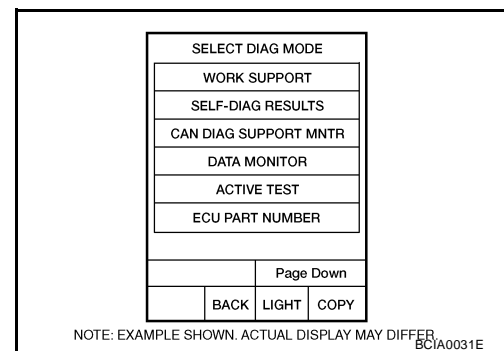 SELECT DIAG MODE
WORK SUPPORT
SELF-DIAG RESULTS
CAN DIAG SUPPORT MNTR
DATA MONITOR
ACTIVE TEST
ECU PART NUMBER
Page Down
BACK LIGHT COPY
NOTE: EXAMPLE SHOWN. ACTUAL DISPLAY MAY DIFFER.
BCIA0031E